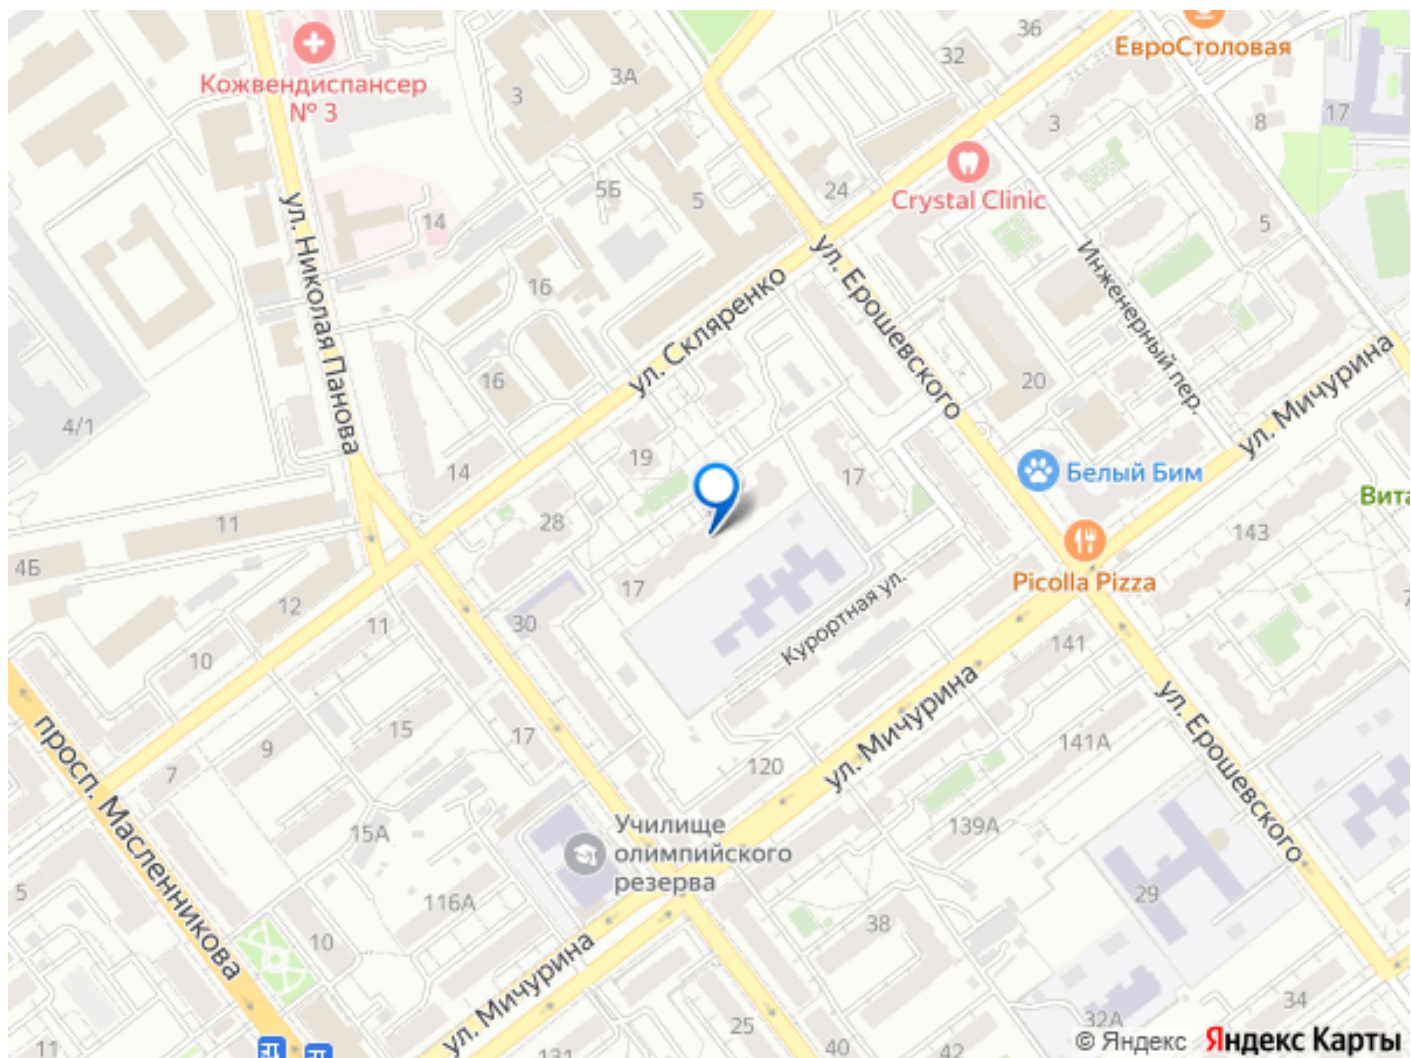 36
ЕвроСтоловая
32
Кожвендиспансер
№ 3
3А
3
17
8
3
Crystal Clinic
24
5Б
5
14
5
ул. Николая Панова
ул. Скляренко
ул. Ерошевского
Инженерный пер.
16
16
20
ул. Мичурина
4/1
14
19
17
Белый Бим
Вита
11
28
143
4Б
17
Picolla Pizza
12
11
30
Курортная ул.
141
7
10
просп. Масленникова
9
15
17
ул. Мичурина
141А
ул. Ерошевского
7
120
15А
139А
Училище
олимпийского
резерва
5
116А
29
38
10
ул. Мичурина
34
25
32А
11
131
40
42
© Яндекс Яндекс Карты